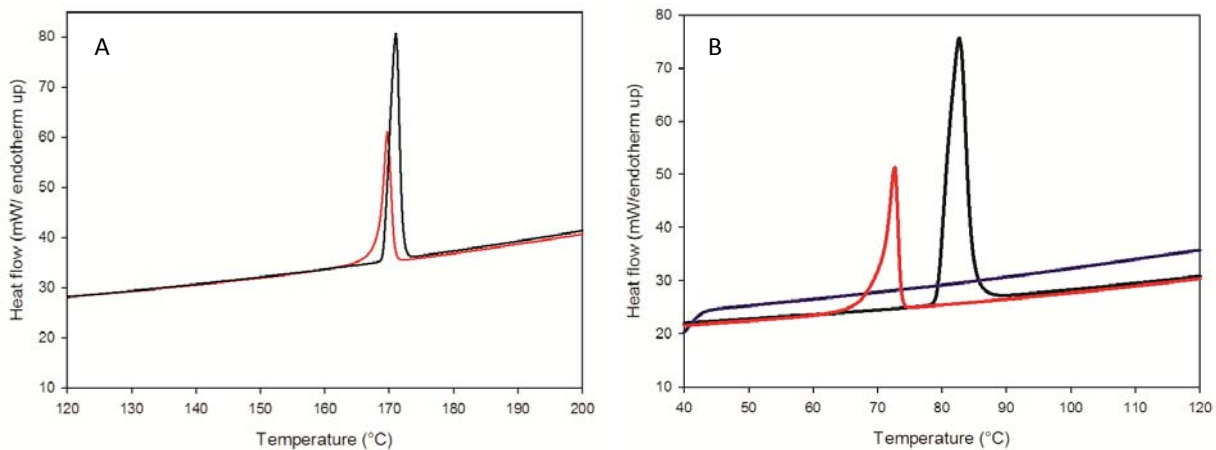 A
Heat flow (mW/ endotherm up)
80
70
60
50
40
30
20
10
120 130 140 150 160 170 180 190 200
Temperature (°C)
B
Heat flow (mW/endotherm up)
80
70
60
50
40
30
20
10
40 50 60 70 80 90 100 110 120
Temperature (°C)